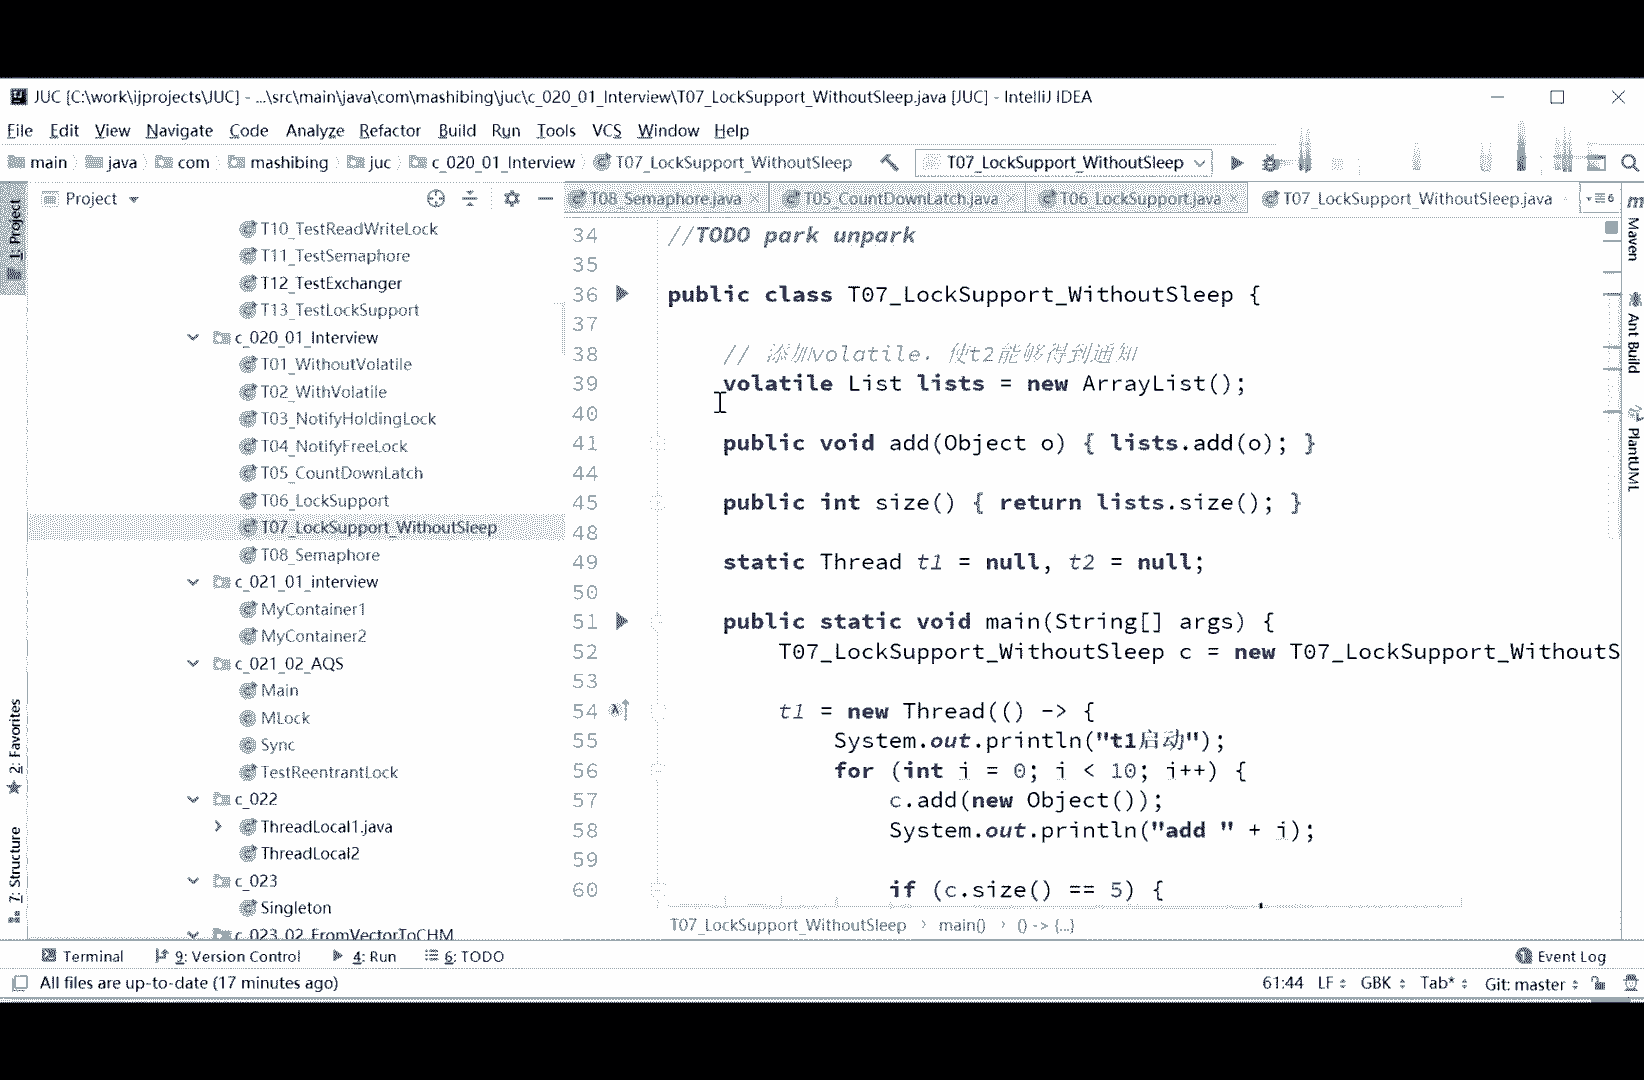 JUC [C:\work\ijprojects\JUC] - ...\src\main\java\com\mashibing\juc\c_020_01_Interview\T07_LockSupport_WithoutSleep.java [JUC] - IntelliJ IDEA
File Edit View Navigate Code Analyze Refactor Build Run Tools VCS Window Help
main java com mashibing juc c_020_01_Interview T07_LockSupport_WithoutSleep T07_LockSupport_WithoutSleep
Project
T08_Semaphore.java T05_CountDownLatch.java T06_LockSupport.java T07_LockSupport_WithoutSleep.java
1: Project
2: Favorites
7: Structure
T10_TestReadWriteLock
T11_TestSemaphore
T12_TestExchanger
T13_TestLockSupport
c_020_01_Interview
T01_WithoutVolatile
T02_WithVolatile
T03_NotifyHoldingLock
T04_NotifyFreeLock
T05_CountDownLatch
T06_LockSupport
T07_LockSupport_WithoutSleep
T08_Semaphore
c_021_01_interview
MyContainer1
MyContainer2
c_021_02_AQS
Main
MLock
Sync
TestReentrantLock
c_022
ThreadLocal1.java
ThreadLocal2
c_023
Singleton
c_023_02_FromVectorToCHM
34 //TODO park unpark
35
36 public class T07_LockSupport_WithoutSleep {
37
38 // 添加volatile，使t2能够得到通知
39 volatile List lists = new ArrayList();
40
41 public void add(Object o) { lists.add(o); }
44
45 public int size() { return lists.size(); }
48
49 static Thread t1 = null, t2 = null;
50
51 public static void main(String[] args) {
52 T07_LockSupport_WithoutSleep c = new T07_LockSupport_WithoutS
53
54 t1 = new Thread(() -> {
55 System.out.println("t1启动");
56 for (int i = 0; i < 10; i++) {
57 c.add(new Object());
58 System.out.println("add " + i);
59
60 if (c.size() == 5) {
T07_LockSupport_WithoutSleep main() () -> {...}
Maven
Ant Build
PlantUML
Terminal 9: Version Control 4: Run 6: TODO Event Log
All files are up-to-date (17 minutes ago) 61:44 LF GBK Tab* Git: master